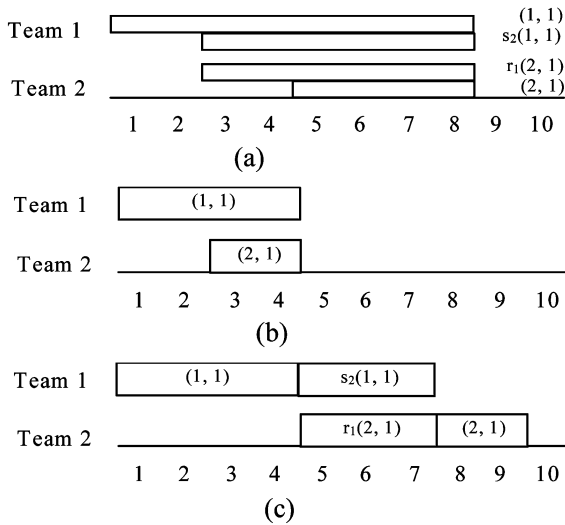 Team 1 (1, 1)
s₂(1, 1)
r₁(2, 1)
Team 2 (2, 1)
1 2 3 4 5 6 7 8 9 10
(a)
Team 1 (1, 1)
Team 2 (2, 1)
1 2 3 4 5 6 7 8 9 10
(b)
Team 1 (1, 1) s₂(1, 1)
Team 2 r₁(2, 1) (2, 1)
1 2 3 4 5 6 7 8 9 10
(c)